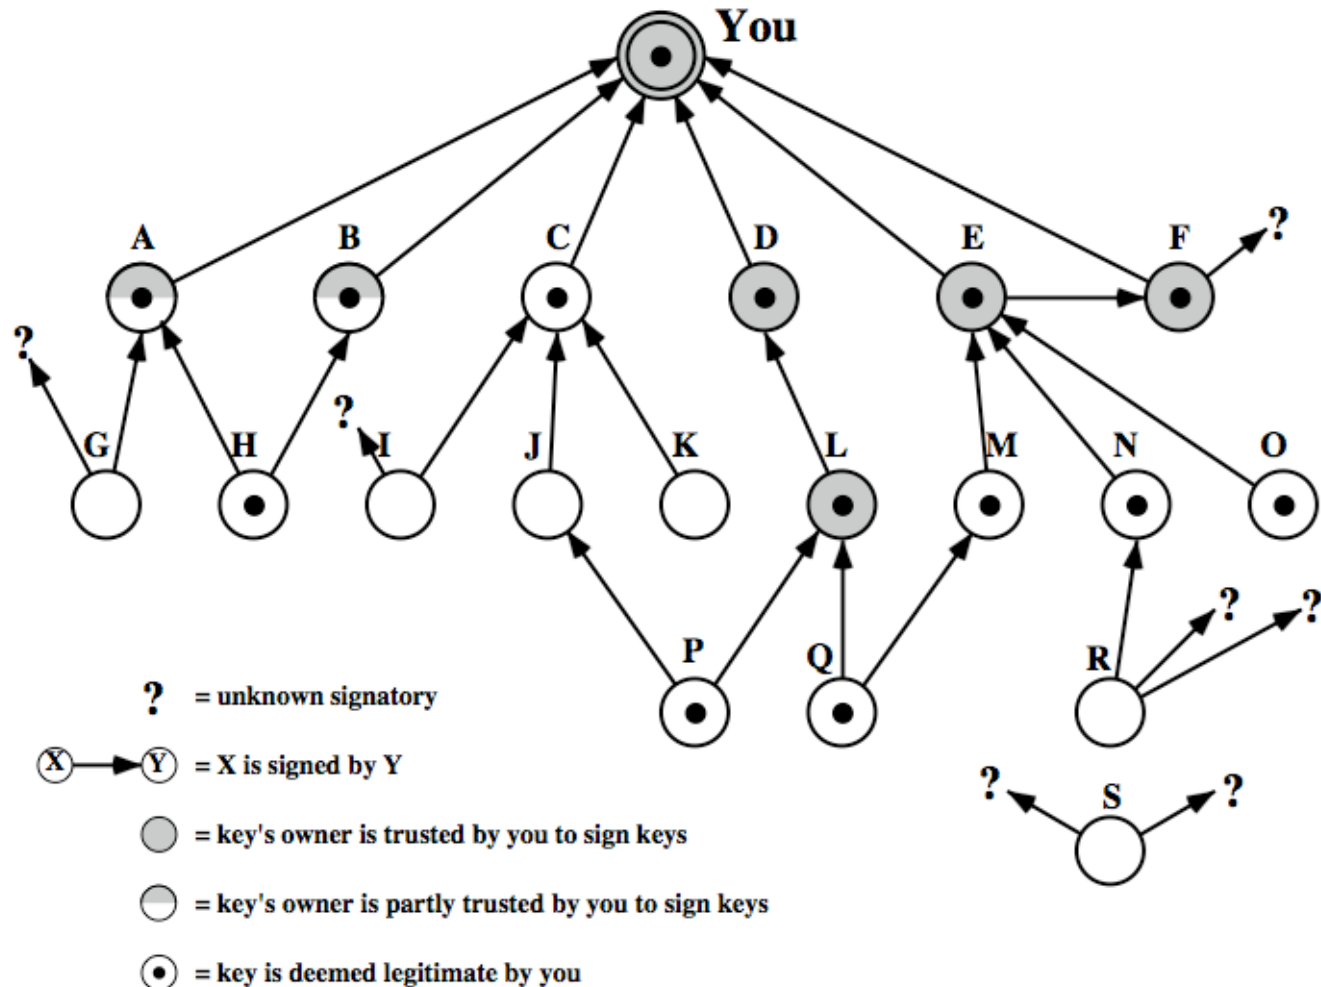 You
A B C D E F ?
?
?
G H I J K L M N O
? ?
P Q R
? = unknown signatory
X Y = X is signed by Y
? S ?
= key's owner is trusted by you to sign keys
= key's owner is partly trusted by you to sign keys
= key is deemed legitimate by you